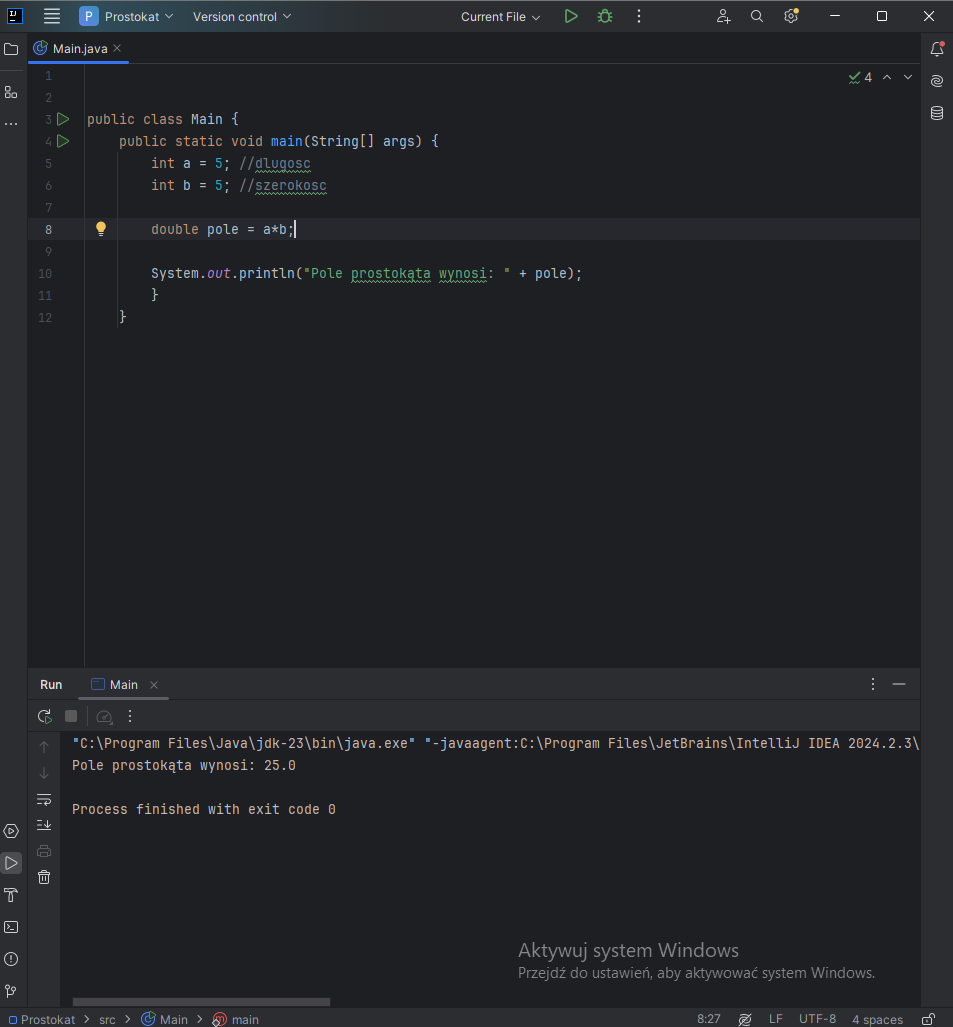 P Prostokat Version control Current File
Main.java
4
1
2
3 public class Main {
4 public static void main(String[] args) {
5 int a = 5; //dlugosc
6 int b = 5; //szerokosc
7
8 double pole = a*b;
9
10 System.out.println("Pole prostokąta wynosi: " + pole);
11 }
12 }
Run Main
"C:\Program Files\Java\jdk-23\bin\java.exe" "-javaagent:C:\Program Files\JetBrains\IntelliJ IDEA 2024.2.3\
Pole prostokąta wynosi: 25.0
Process finished with exit code 0
Aktywuj system Windows
Przejdź do ustawień, aby aktywować system Windows.
Prostokat > src > Main > main 8:27 LF UTF-8 4 spaces